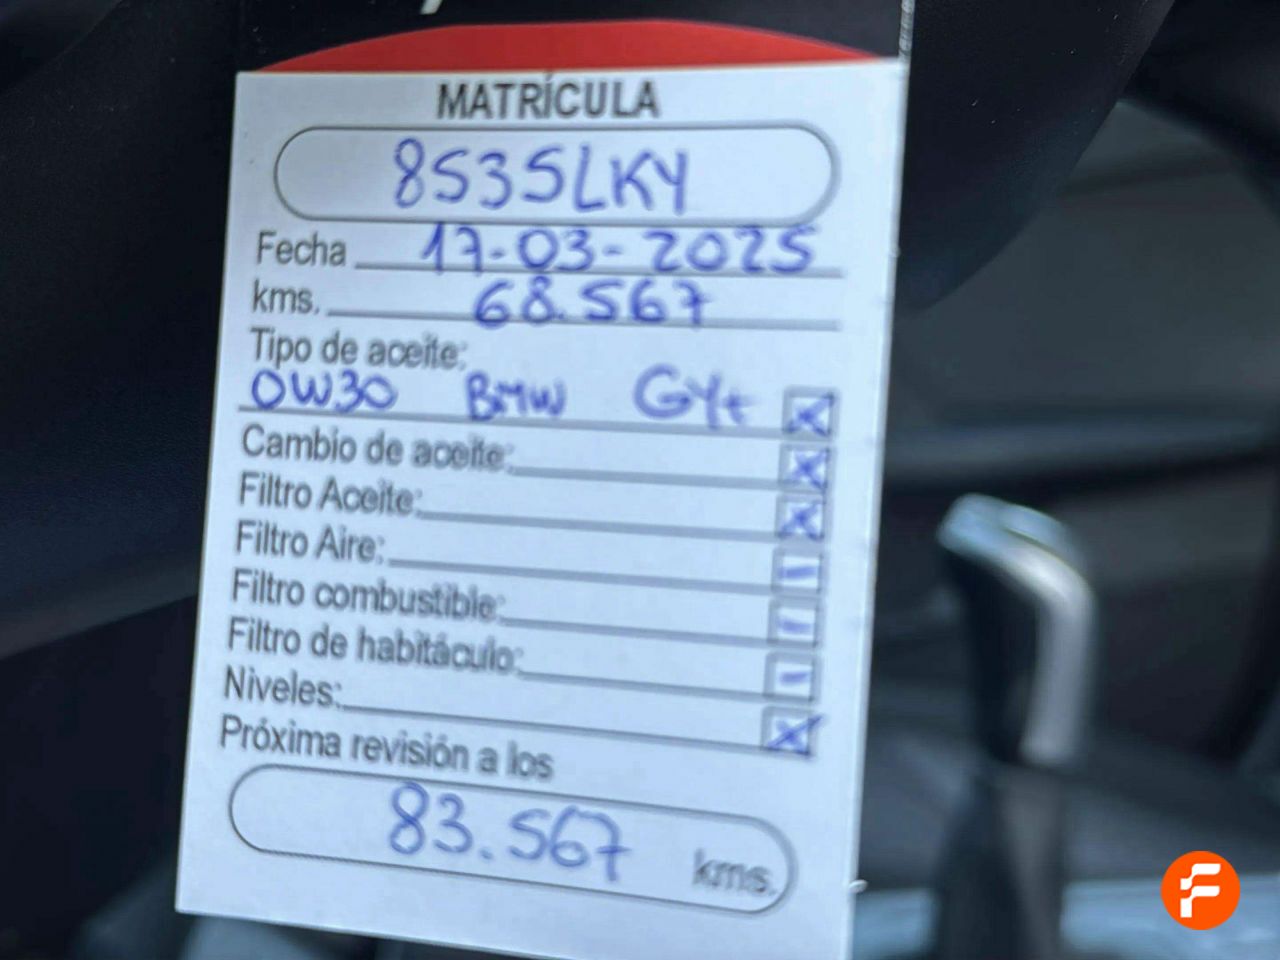 MATRÍCULA
8535LKY
Fecha 17-03-2025
kms. 68.567
Tipo de aceite:
0W30 BMW GY+
Cambio de aceite:
Filtro Aceite:
Filtro Aire:
Filtro combustible:
Filtro de habitáculo:
Niveles:
Próxima revisión a los
83.567 kms.
F